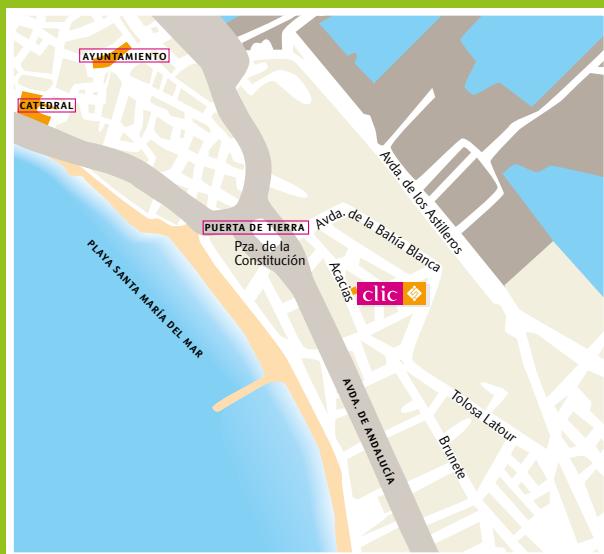 AYUNTAMIENTO
CATEDRAL
Avda. de los Astilleros
PUERTA DE TIERRA
Avda. de la Bahía Blanca
Pza. de la
Constitución
PLAYA SANTA MARÍA DEL MAR
Acacias
clic
AVDA. DE ANDALUCÍA
Tolosa Latour
Brunete